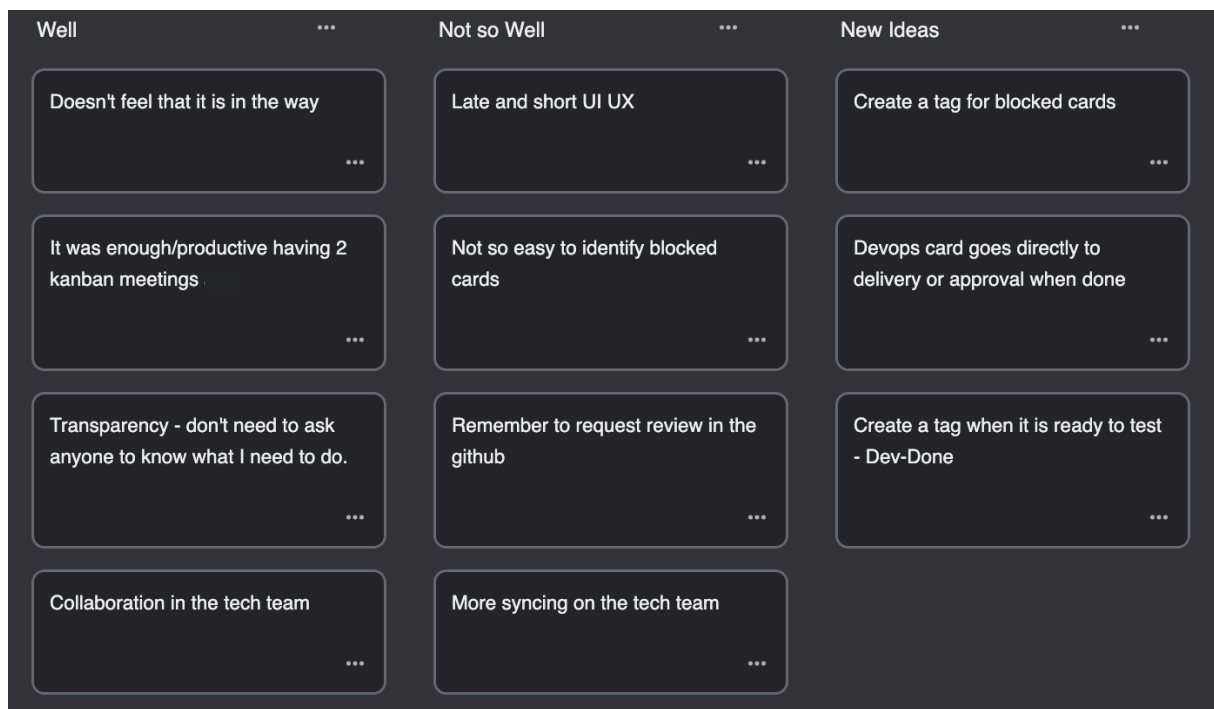 Well
Doesn't feel that it is in the way
It was enough/productive having 2
kanban meetings
Transparency - don't need to ask
anyone to know what I need to do.
Collaboration in the tech team
Not so Well
Late and short UI UX
Not so easy to identify blocked
cards
Remember to request review in the
github
More syncing on the tech team
New Ideas
Create a tag for blocked cards
Devops card goes directly to
delivery or approval when done
Create a tag when it is ready to test
- Dev-Done